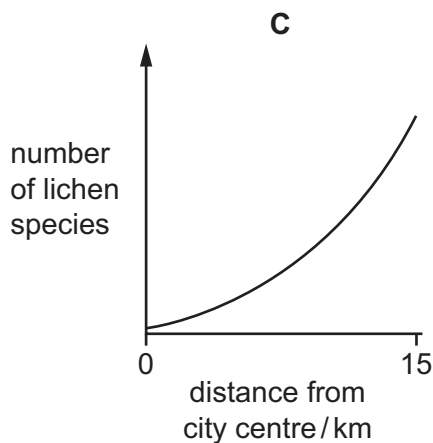 C
number
of lichen
species
0
15
distance from
city centre / km